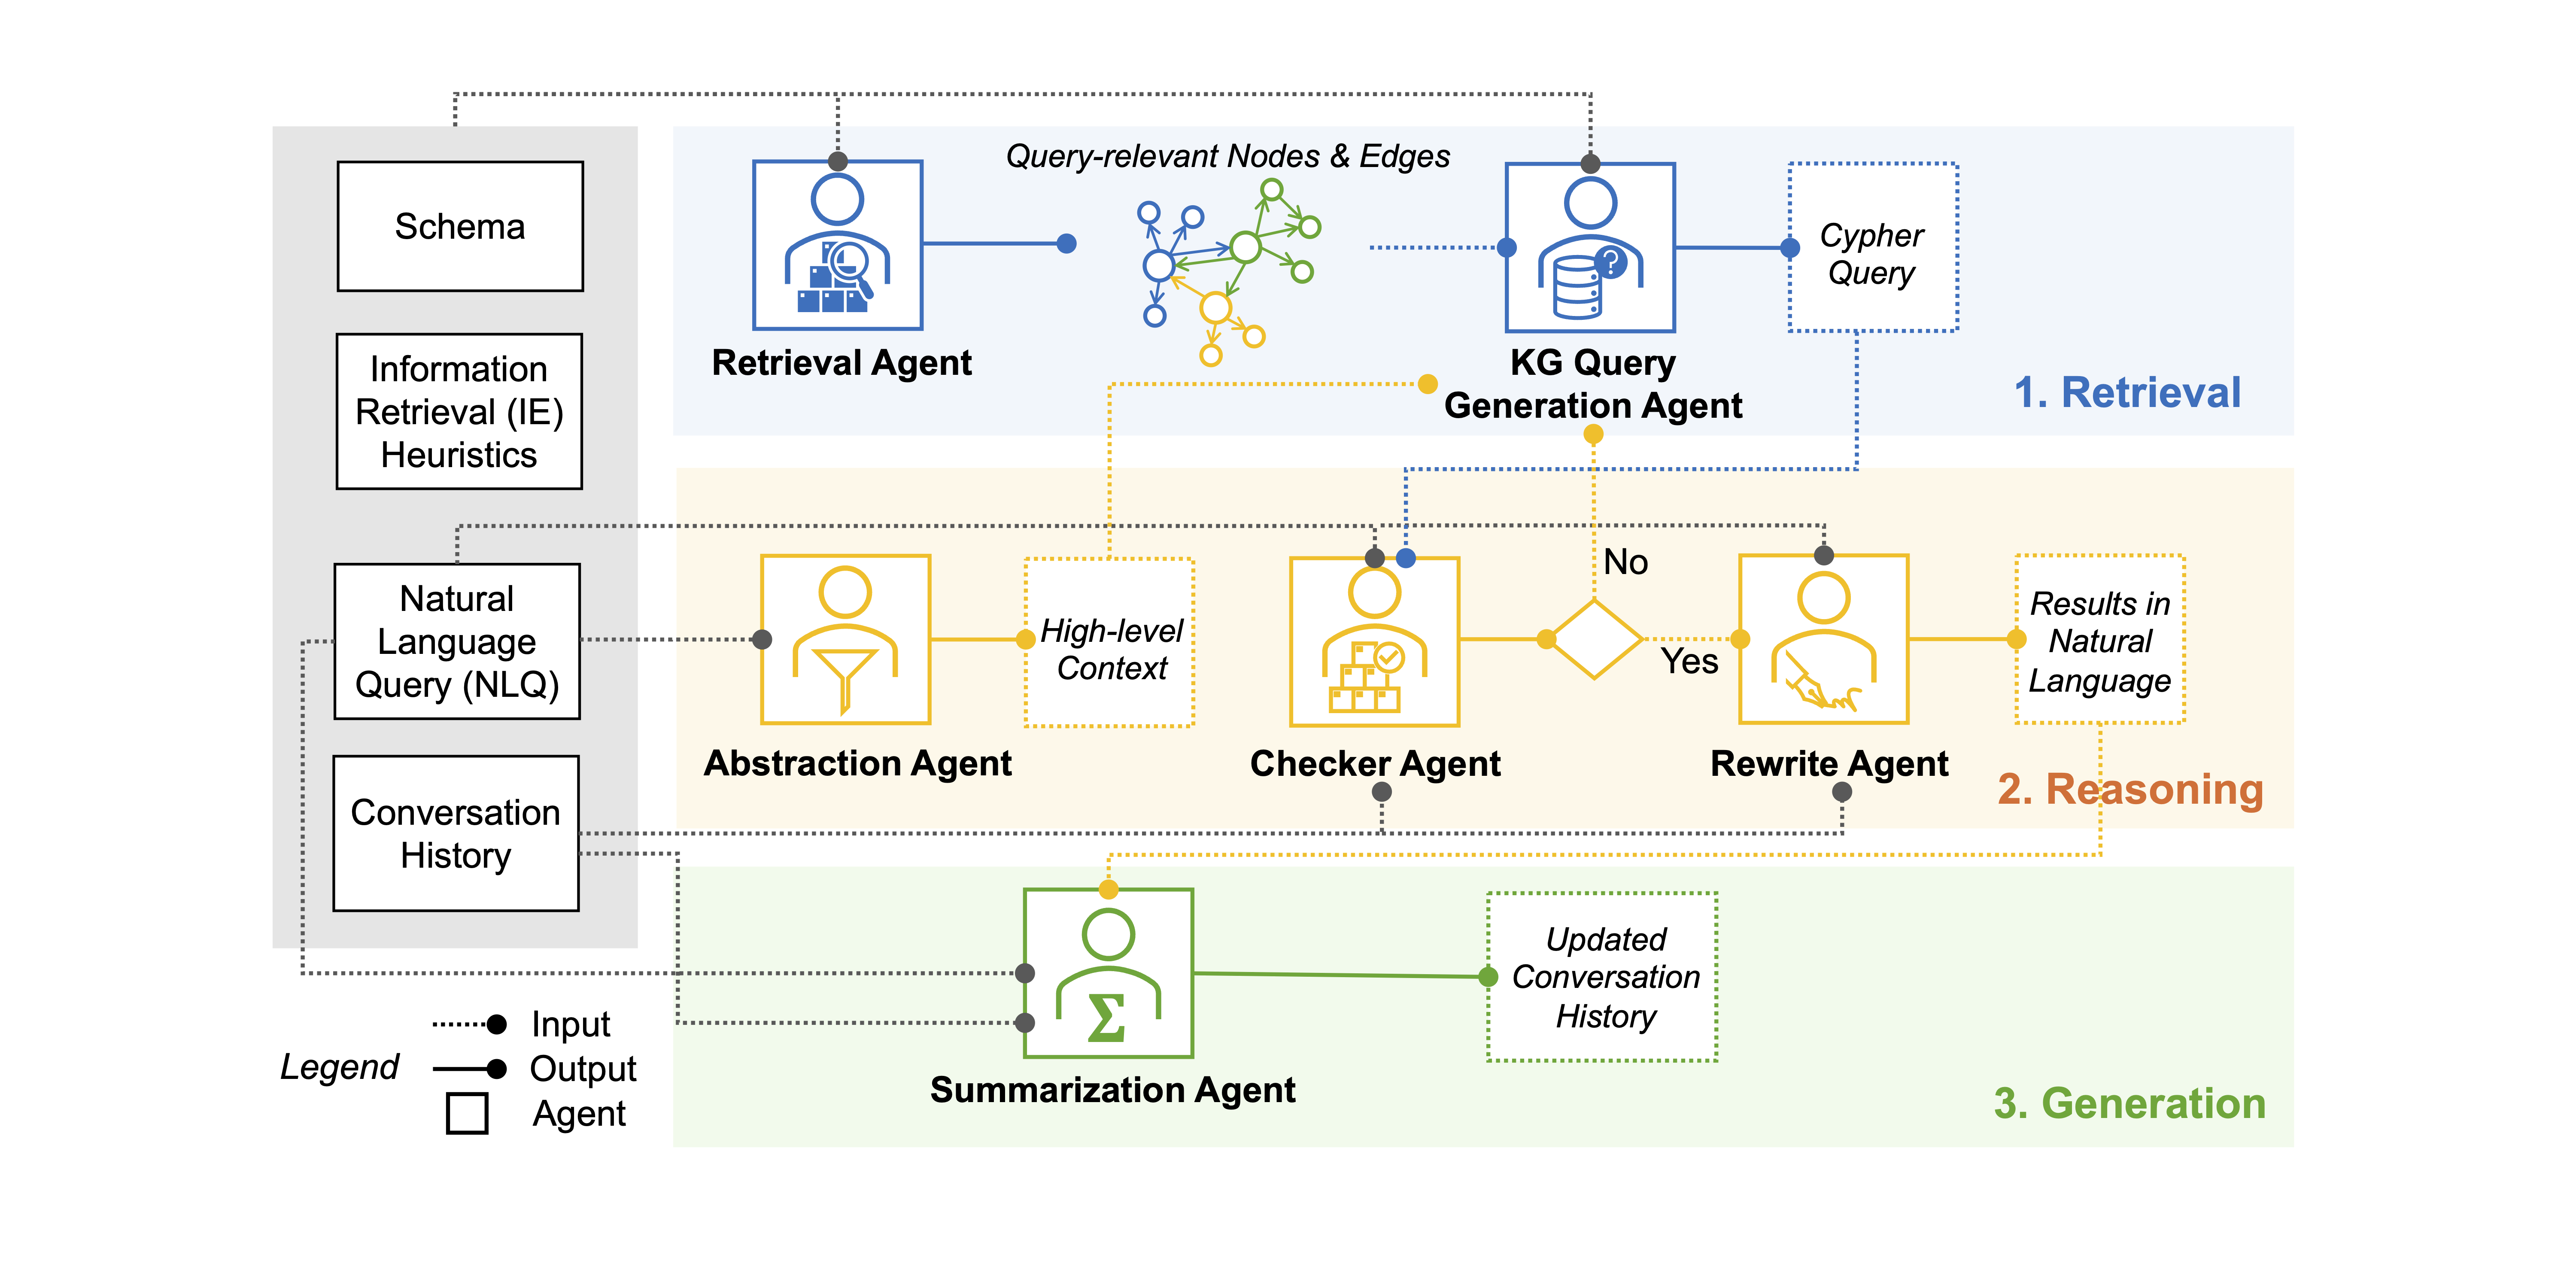 Schema
Information
Retrieval (IE)
Heuristics
Natural
Language
Query (NLQ)
Conversation
History
Legend
Input
Output
Agent
Query-relevant Nodes & Edges
Retrieval Agent
?
KG Query
Generation Agent
Cypher
Query
1. Retrieval
Abstraction Agent
High-level
Context
Checker Agent
No
Yes
Rewrite Agent
Results in
Natural
Language
2. Reasoning
Σ
Summarization Agent
Updated
Conversation
History
3. Generation